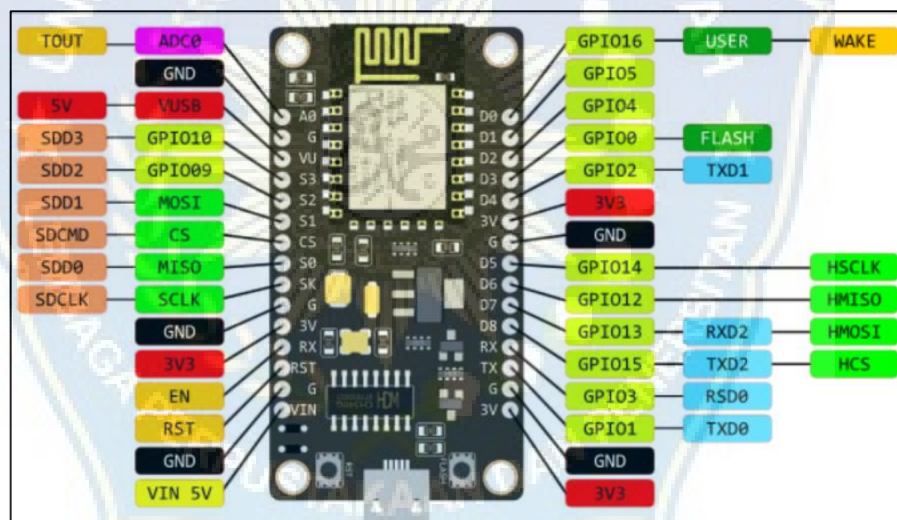 TOUT ADC0
GND
5V VUSB
SDD3 GPIO10
SDD2 GPIO09
SDD1 MOSI
SDCMD CS
SDD0 MISO
SDCLK SCLK
GND
3V3
EN
RST
GND
VIN 5V
A0
G
VU
S3
S2
S1
CS
S0
SK
G
3V
RX
RST
G
VIN
D0
D1
D2
D3
D4
3V
G
D5
D6
D7
D8
RX
TX
G
3V
RST
FLASH
GPIO16 USER WAKE
GPIO5
GPIO4
GPIO0 FLASH
GPIO2 TXD1
3V3
GND
GPIO14 HSCLK
GPIO12 HMISO
GPIO13 RXD2 HMOSI
GPIO15 TXD2 HCS
GPIO3 RSD0
GPIO1 TXD0
GND
3V3